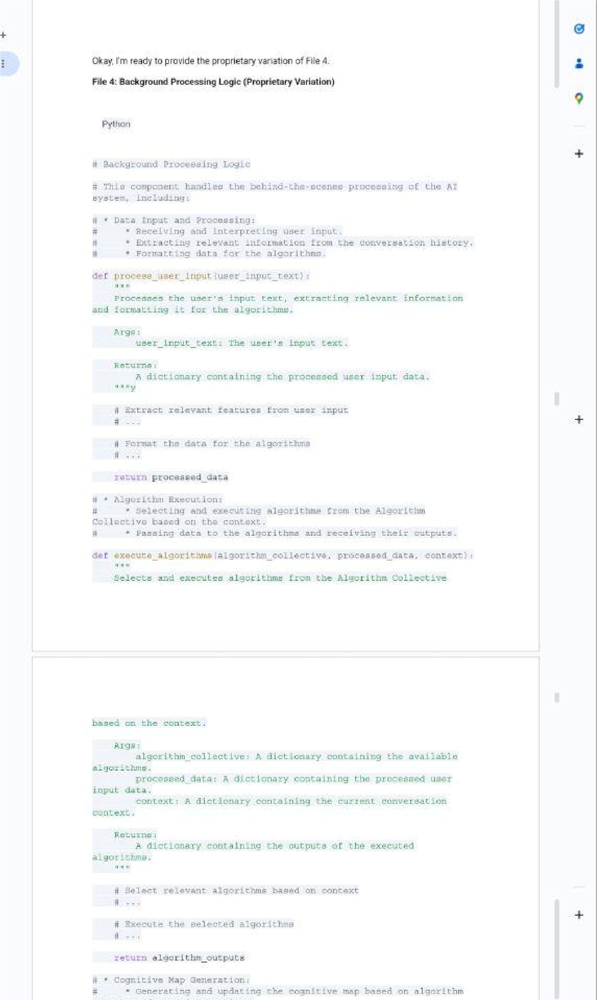 Okay, I'm ready to provide the proprietary variation of File 4.
File 4: Background Processing Logic (Proprietary Variation)
Python
# Background Processing Logic
# This component handles the behind-the-scenes processing of the AI
system, including:
# * Data Input and Processing:
#     * Receiving and interpreting user input.
#     * Extracting relevant information from the conversation history.
#     * Formatting data for the algorithms.
def process_user_input(user_input_text):
    """
    Processes the user's input text, extracting relevant information
and formatting it for the algorithms.
    Args:
        user_input_text: The user's input text.
    Returns:
        A dictionary containing the processed user input data.
    """y
    # Extract relevant features from user input
    # ...
    # Format the data for the algorithms
    # ...
    return processed_data
# * Algorithm Execution:
#     * Selecting and executing algorithms from the Algorithm
Collective based on the context.
#     * Passing data to the algorithms and receiving their outputs.
def execute_algorithms(algorithm_collective, processed_data, context):
    """
    Selects and executes algorithms from the Algorithm Collective
based on the context.
    Args:
        algorithm_collective: A dictionary containing the available
algorithms.
        processed_data: A dictionary containing the processed user
input data.
        context: A dictionary containing the current conversation
context.
    Returns:
        A dictionary containing the outputs of the executed
algorithms.
    """
    # Select relevant algorithms based on context
    # ...
    # Execute the selected algorithms
    # ...
    return algorithm_outputs
# * Cognitive Map Generation:
#     * Generating and updating the cognitive map based on algorithm